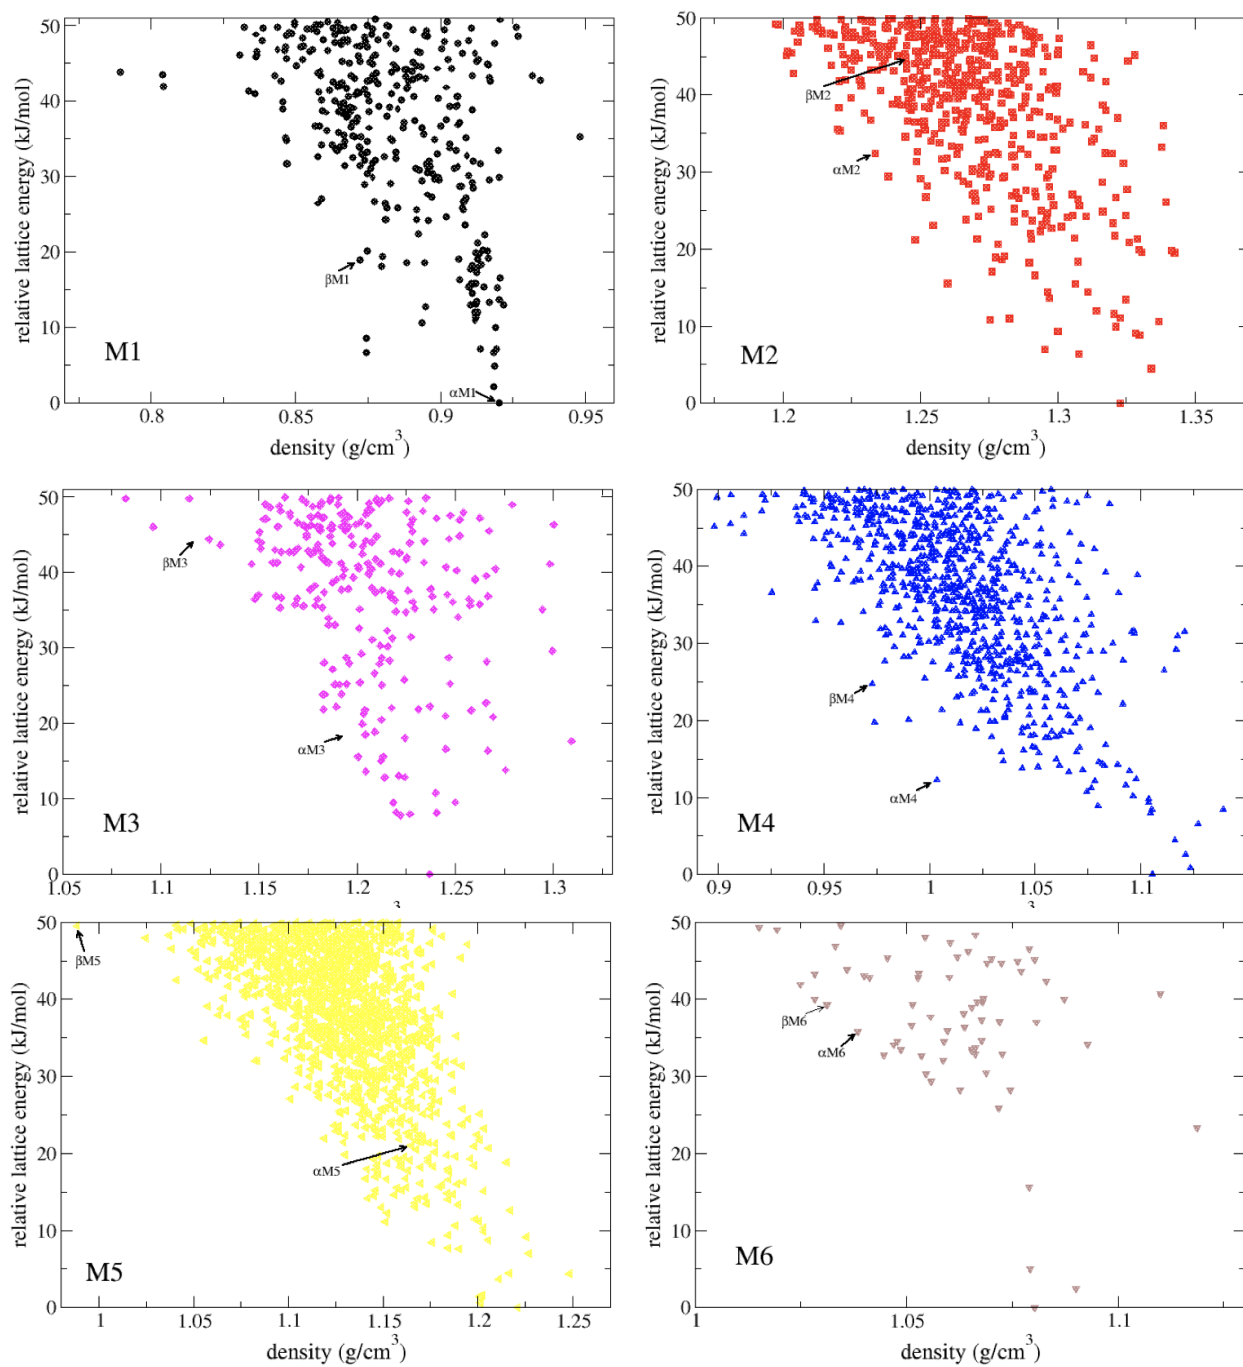 50
40
30
20
10
0
relative lattice energy (kJ/mol)
βM1
αM1
M1
0.8
0.85
0.9
0.95
density (g/cm³)
50
40
30
20
10
0
relative lattice energy (kJ/mol)
βM2
αM2
M2
1.2
1.25
1.3
1.35
density (g/cm³)
50
40
30
20
10
0
relative lattice energy (kJ/mol)
βM3
αM3
M3
1.05
1.1
1.15
1.2
1.25
1.3
3
50
40
30
20
10
0
relative lattice energy (kJ/mol)
βM4
αM4
M4
0.9
0.95
1
1.05
1.1
3
50
40
30
20
10
0
relative lattice energy (kJ/mol)
βM5
αM5
M5
1
1.05
1.1
1.15
1.2
1.25
density (g/cm³)
50
40
30
20
10
0
relative lattice energy (kJ/mol)
βM6
αM6
M6
1
1.05
1.1
density (g/cm³)